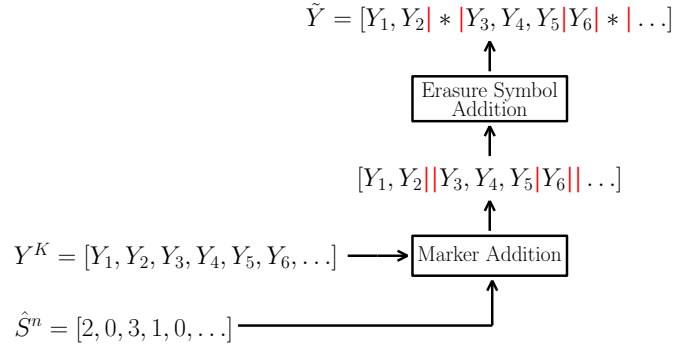 Ỹ = [Y₁, Y₂| * |Y₃, Y₄, Y₅|Y₆| * | ...]
Erasure Symbol
Addition
[Y₁, Y₂||Y₃, Y₄, Y₅|Y₆|| ...]
Y^K = [Y₁, Y₂, Y₃, Y₄, Y₅, Y₆, ...]
Marker Addition
Ŝⁿ = [2, 0, 3, 1, 0, ...]